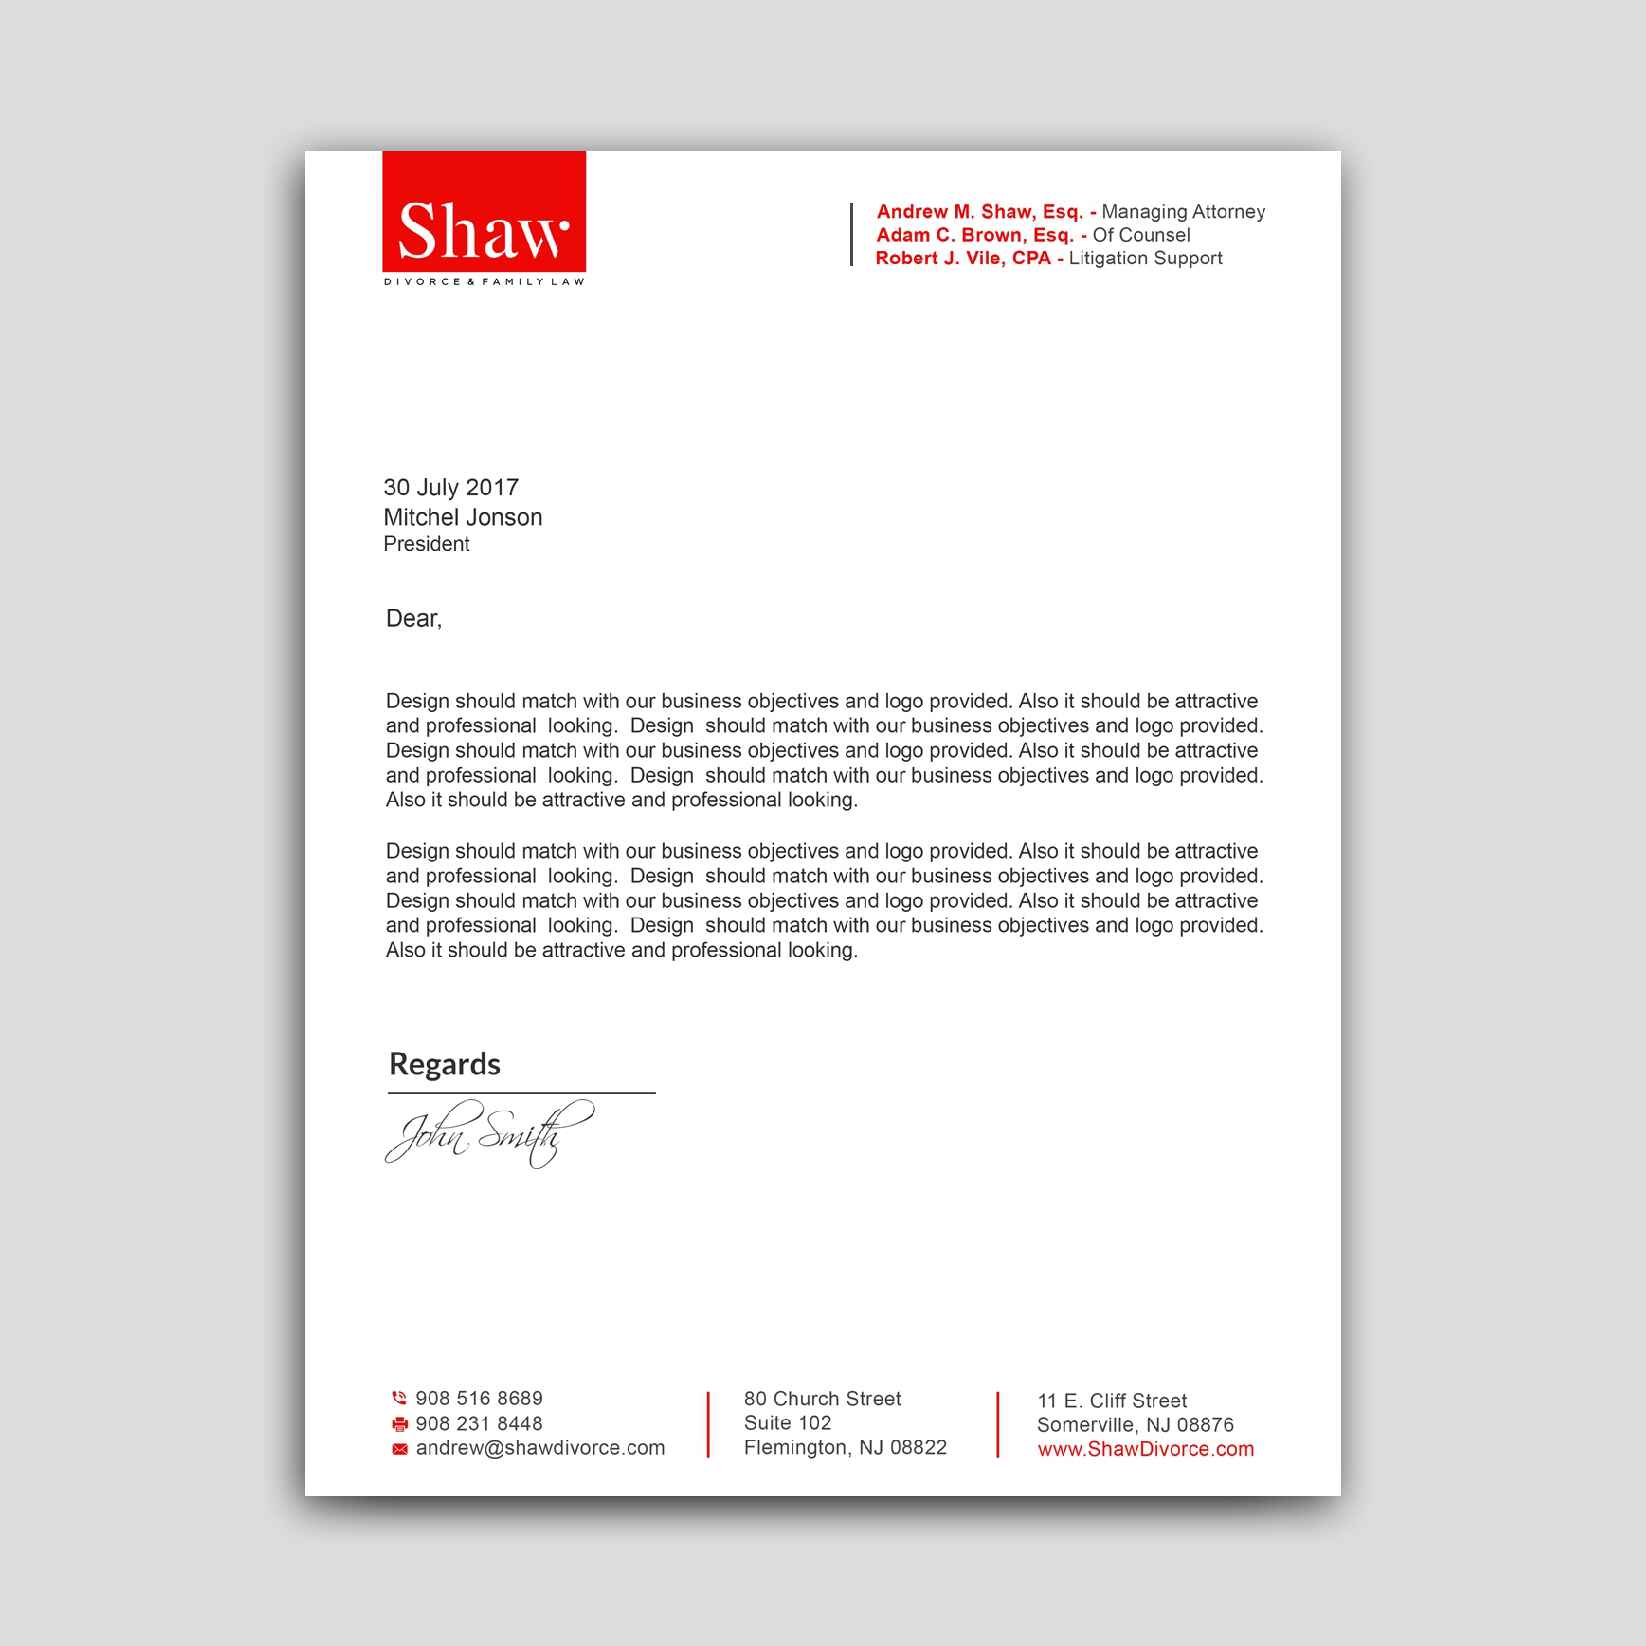 Shaw
DIVORCE & FAMILY LAW
Andrew M. Shaw, Esq. - Managing Attorney
Adam C. Brown, Esq. - Of Counsel
Robert J. Vile, CPA - Litigation Support
30 July 2017
Mitchel Jonson
President
Dear,
Design should match with our business objectives and logo provided. Also it should be attractive
and professional looking. Design should match with our business objectives and logo provided.
Design should match with our business objectives and logo provided. Also it should be attractive
and professional looking. Design should match with our business objectives and logo provided.
Also it should be attractive and professional looking.
Design should match with our business objectives and logo provided. Also it should be attractive
and professional looking. Design should match with our business objectives and logo provided.
Design should match with our business objectives and logo provided. Also it should be attractive
and professional looking. Design should match with our business objectives and logo provided.
Also it should be attractive and professional looking.
Regards
John Smith
908 516 8689
908 231 8448
andrew@shawdivorce.com
80 Church Street
Suite 102
Flemington, NJ 08822
11 E. Cliff Street
Somerville, NJ 08876
www.ShawDivorce.com